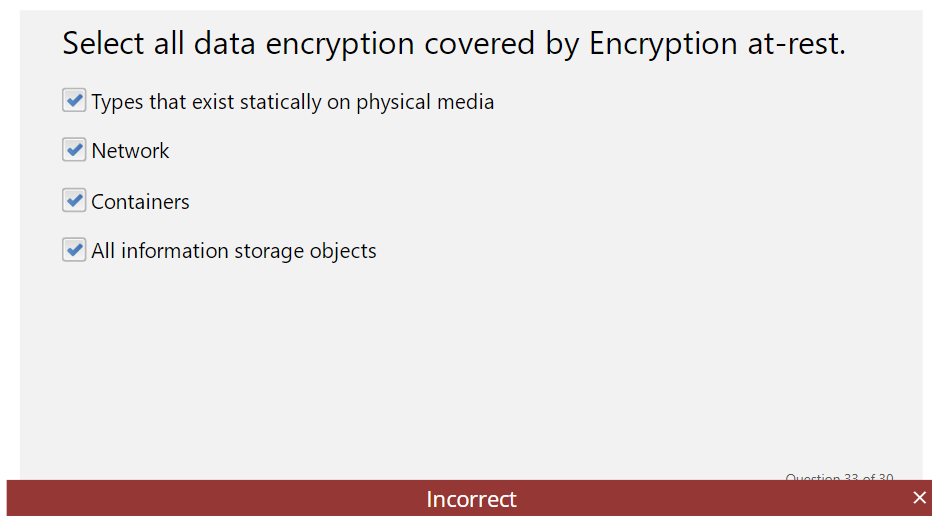 Select all data encryption covered by Encryption at-rest.
Types that exist statically on physical media
Network
Containers
All information storage objects
Question 33 of 30
Incorrect